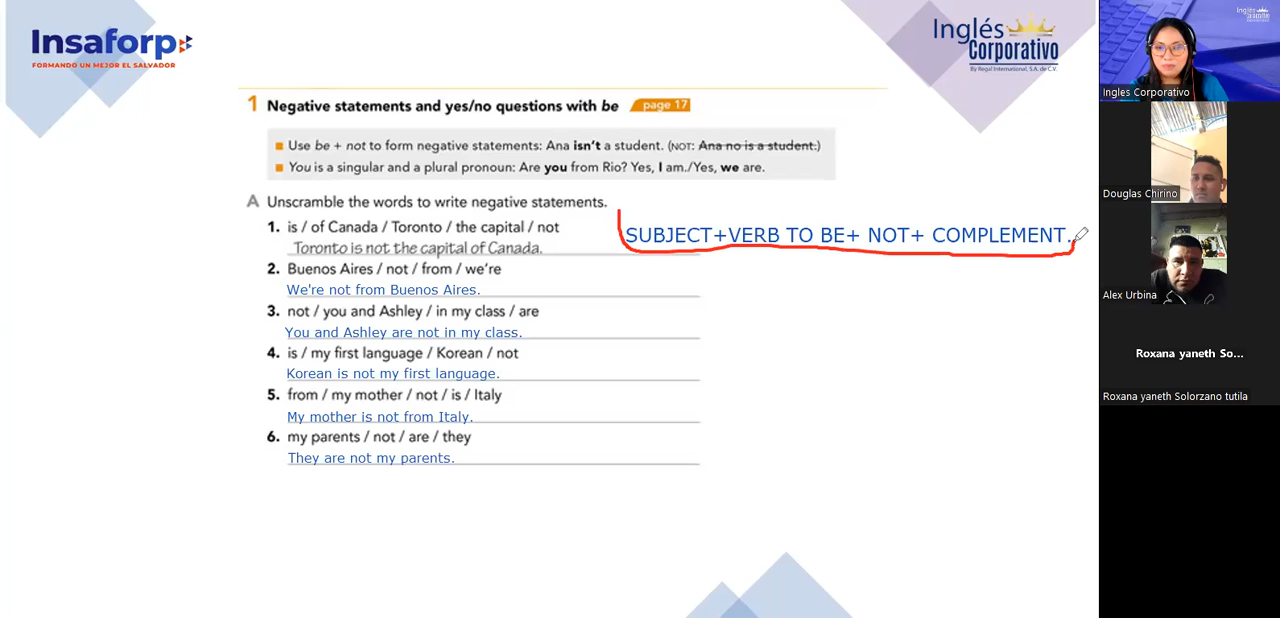 Insaforp
FORMANDO UN MEJOR EL SALVADOR
Inglés
Corporativo
By Regal International, S.A. de C.V.
1 Negative statements and yes/no questions with be page 17
Use be + not to form negative statements: Ana isn't a student. (NOT: Ana no is a student.)
You is a singular and a plural pronoun: Are you from Rio? Yes, I am./Yes, we are.
A Unscramble the words to write negative statements.
1. is / of Canada / Toronto / the capital / not
Toronto is not the capital of Canada.
SUBJECT+VERB TO BE+ NOT+ COMPLEMENT.
2. Buenos Aires / not / from / we're
We're not from Buenos Aires.
3. not / you and Ashley / in my class / are
You and Ashley are not in my class.
4. is / my first language / Korean / not
Korean is not my first language.
5. from / my mother / not / is / Italy
My mother is not from Italy.
6. my parents / not / are / they
They are not my parents.
Inglés
Ingles Corporativo
Douglas Chirino
Alex Urbina
Roxana yaneth So...
Roxana yaneth Solorzano tutila